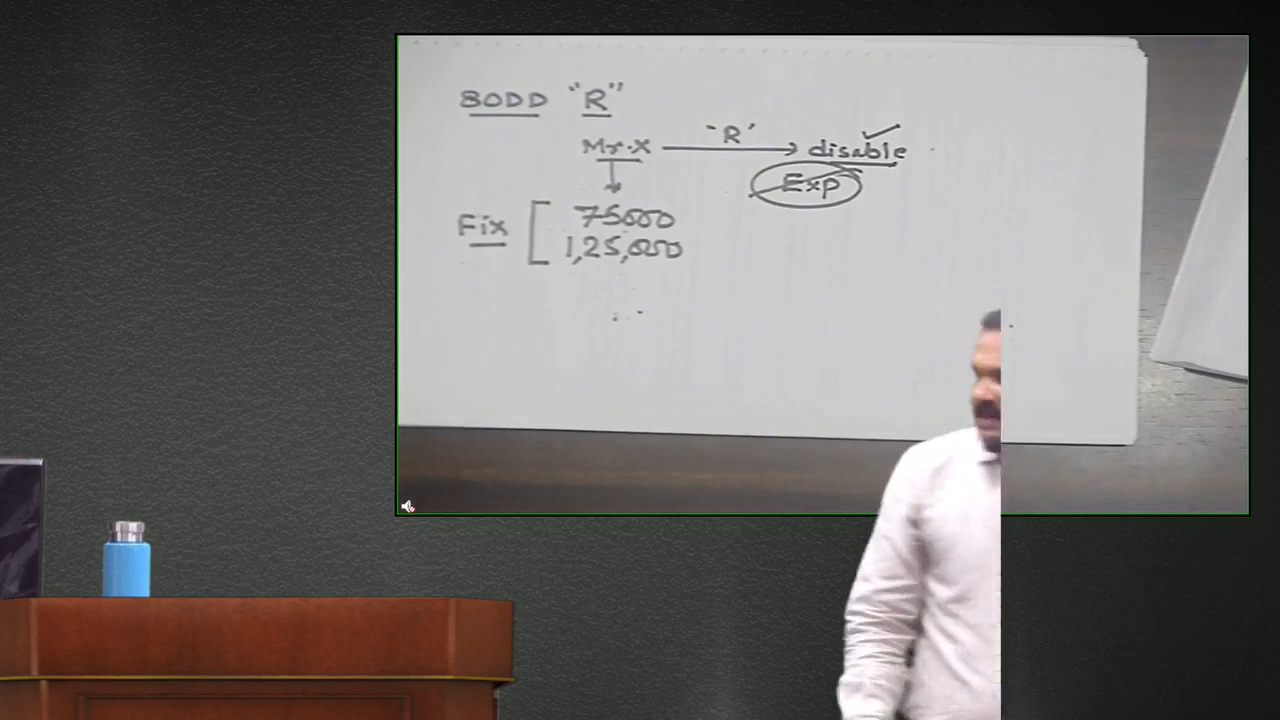 80DD "R"
Mr.X 'R' disable
Exp
Fix 75000
1,25,000